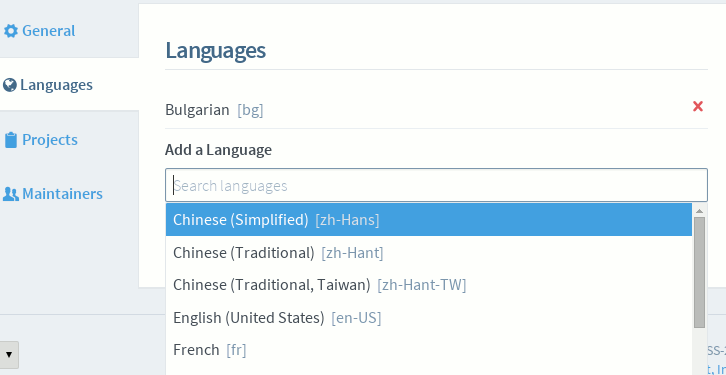 General
Languages
Projects
Maintainers
Languages
Bulgarian [bg]
Add a Language
Search languages
Chinese (Simplified) [zh-Hans]
Chinese (Traditional) [zh-Hant]
Chinese (Traditional, Taiwan) [zh-Hant-TW]
English (United States) [en-US]
French [fr]